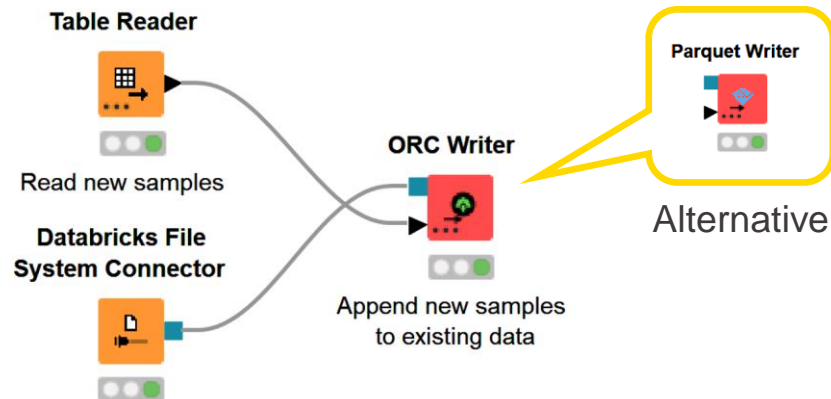 Table Reader
Read new samples
Databricks File
System Connector
ORC Writer
Append new samples
to existing data
Parquet Writer
Alternative